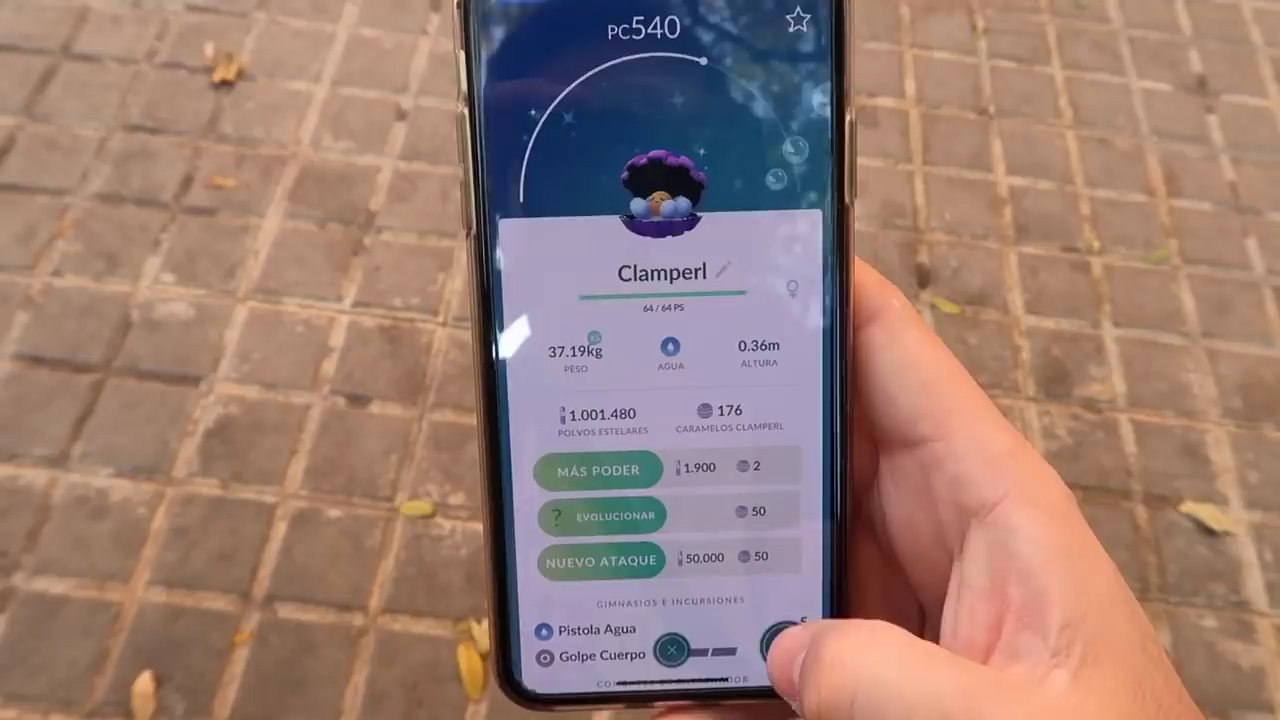 PC540
Clamperl
64 / 64 PS
XS
37.19kg
PESO
AGUA
0.36m
ALTURA
1.001.480
POLVOS ESTELARES
176
CARAMELOS CLAMPERL
MÁS PODER 1.900 2
? EVOLUCIONAR 50
NUEVO ATAQUE 50.000 50
GIMNASIOS E INCURSIONES
Pistola Agua
5
Golpe Cuerpo